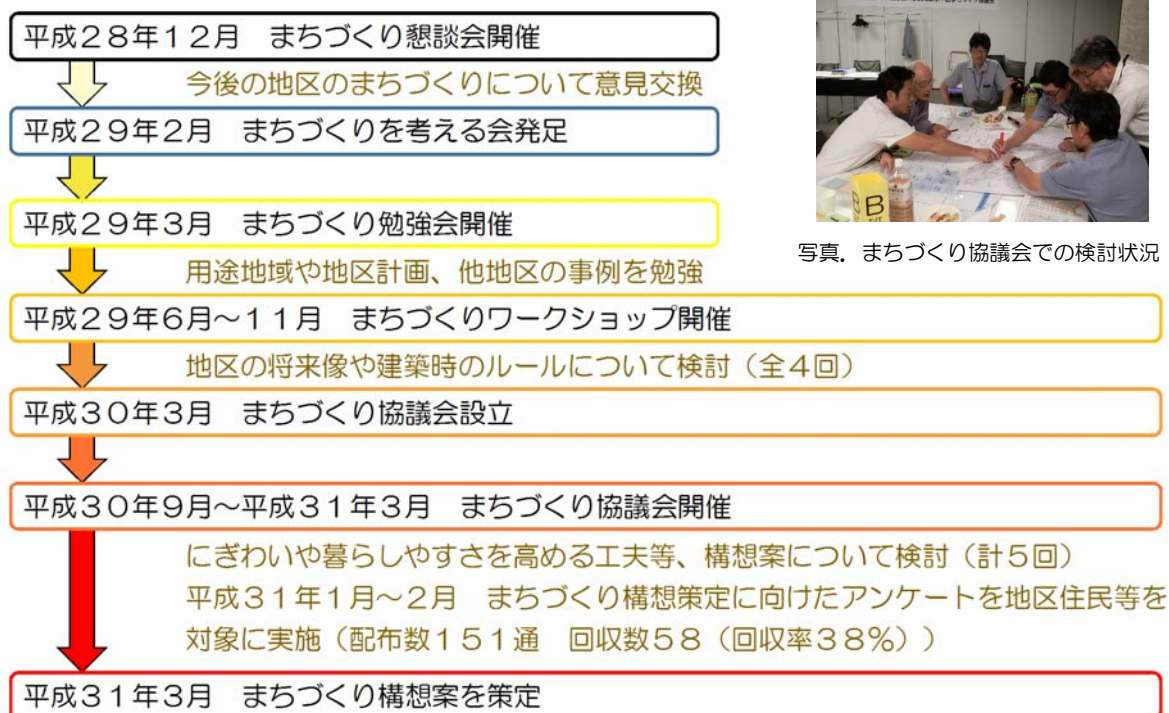 平成２８年１２月　まちづくり懇談会開催
今後の地区のまちづくりについて意見交換
平成２９年２月　まちづくりを考える会発足
平成２９年３月　まちづくり勉強会開催
写真．まちづくり協議会での検討状況
用途地域や地区計画、他地区の事例を勉強
平成２９年６月～１１月　まちづくりワークショップ開催
地区の将来像や建築時のルールについて検討（全４回）
平成３０年３月　まちづくり協議会設立
平成３０年９月～平成３１年３月　まちづくり協議会開催
にぎわいや暮らしやすさを高める工夫等、構想案について検討（計５回）
平成３１年１月～２月　まちづくり構想策定に向けたアンケートを地区住民等を
対象に実施（配布数１５１通　回収数５８（回収率３８％））
平成３１年３月　まちづくり構想案を策定
B